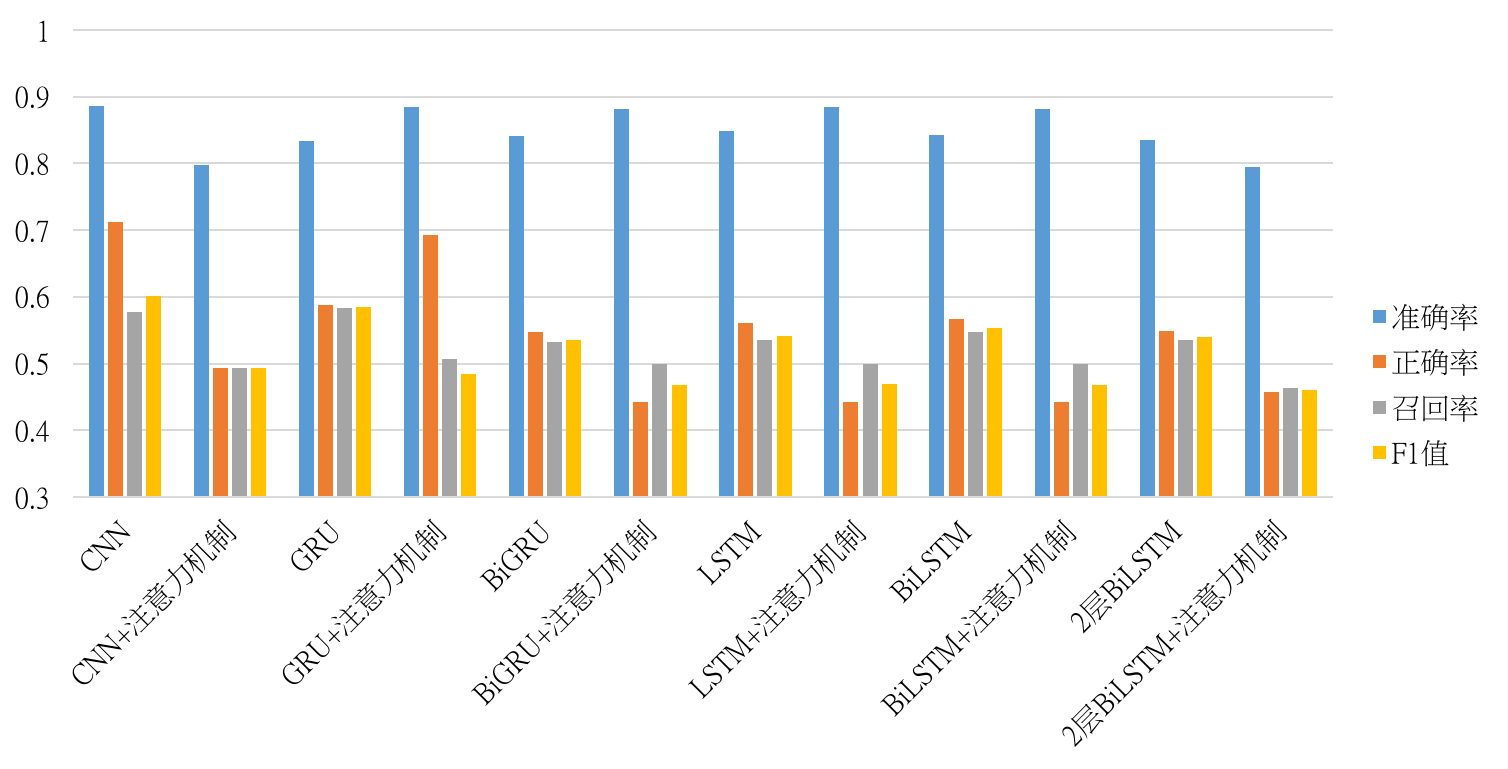 1
0.9
0.8
0.7
0.6
0.5
0.4
0.3
CNN
CNN+注意力机制
GRU
GRU+注意力机制
BiGRU
BiGRU+注意力机制
LSTM
LSTM+注意力机制
BiLSTM
BiLSTM+注意力机制
2层BiLSTM
2层BiLSTM+注意力机制
准确率
正确率
召回率
F1值